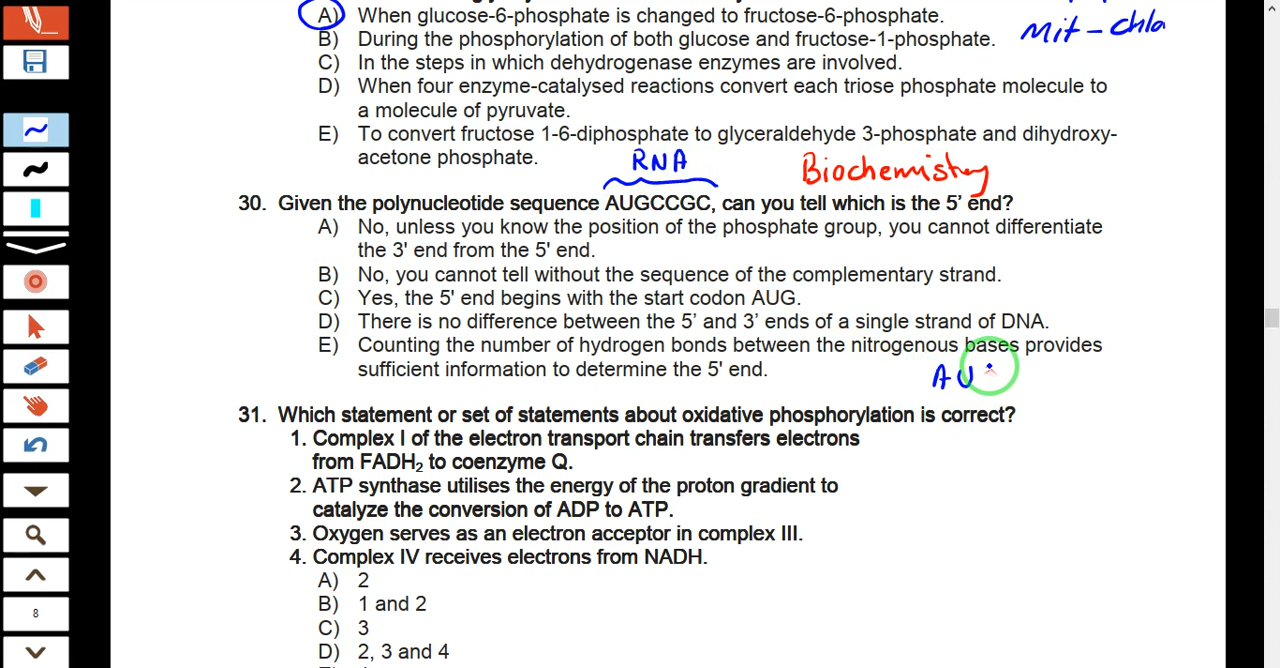 A) When glucose-6-phosphate is changed to fructose-6-phosphate.
Mit - chlo
B) During the phosphorylation of both glucose and fructose-1-phosphate.
C) In the steps in which dehydrogenase enzymes are involved.
D) When four enzyme-catalysed reactions convert each triose phosphate molecule to
a molecule of pyruvate.
E) To convert fructose 1-6-diphosphate to glyceraldehyde 3-phosphate and dihydroxy-
acetone phosphate.
RNA
Biochemistry
30. Given the polynucleotide sequence AUGCCGC, can you tell which is the 5’ end?
A) No, unless you know the position of the phosphate group, you cannot differentiate
the 3' end from the 5' end.
B) No, you cannot tell without the sequence of the complementary strand.
C) Yes, the 5' end begins with the start codon AUG.
D) There is no difference between the 5’ and 3’ ends of a single strand of DNA.
E) Counting the number of hydrogen bonds between the nitrogenous bases provides
sufficient information to determine the 5' end.
AU
31. Which statement or set of statements about oxidative phosphorylation is correct?
1. Complex I of the electron transport chain transfers electrons
from FADH₂ to coenzyme Q.
2. ATP synthase utilises the energy of the proton gradient to
catalyze the conversion of ADP to ATP.
3. Oxygen serves as an electron acceptor in complex III.
4. Complex IV receives electrons from NADH.
A) 2
B) 1 and 2
C) 3
D) 2, 3 and 4
8